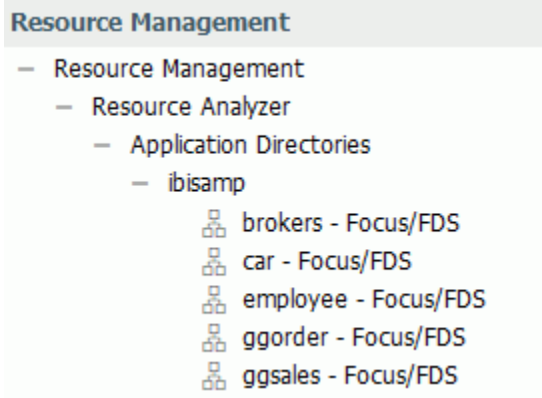 Resource Management
Resource Management
Resource Analyzer
Application Directories
ibisamp
brokers - Focus/FDS
car - Focus/FDS
employee - Focus/FDS
ggorder - Focus/FDS
ggsales - Focus/FDS